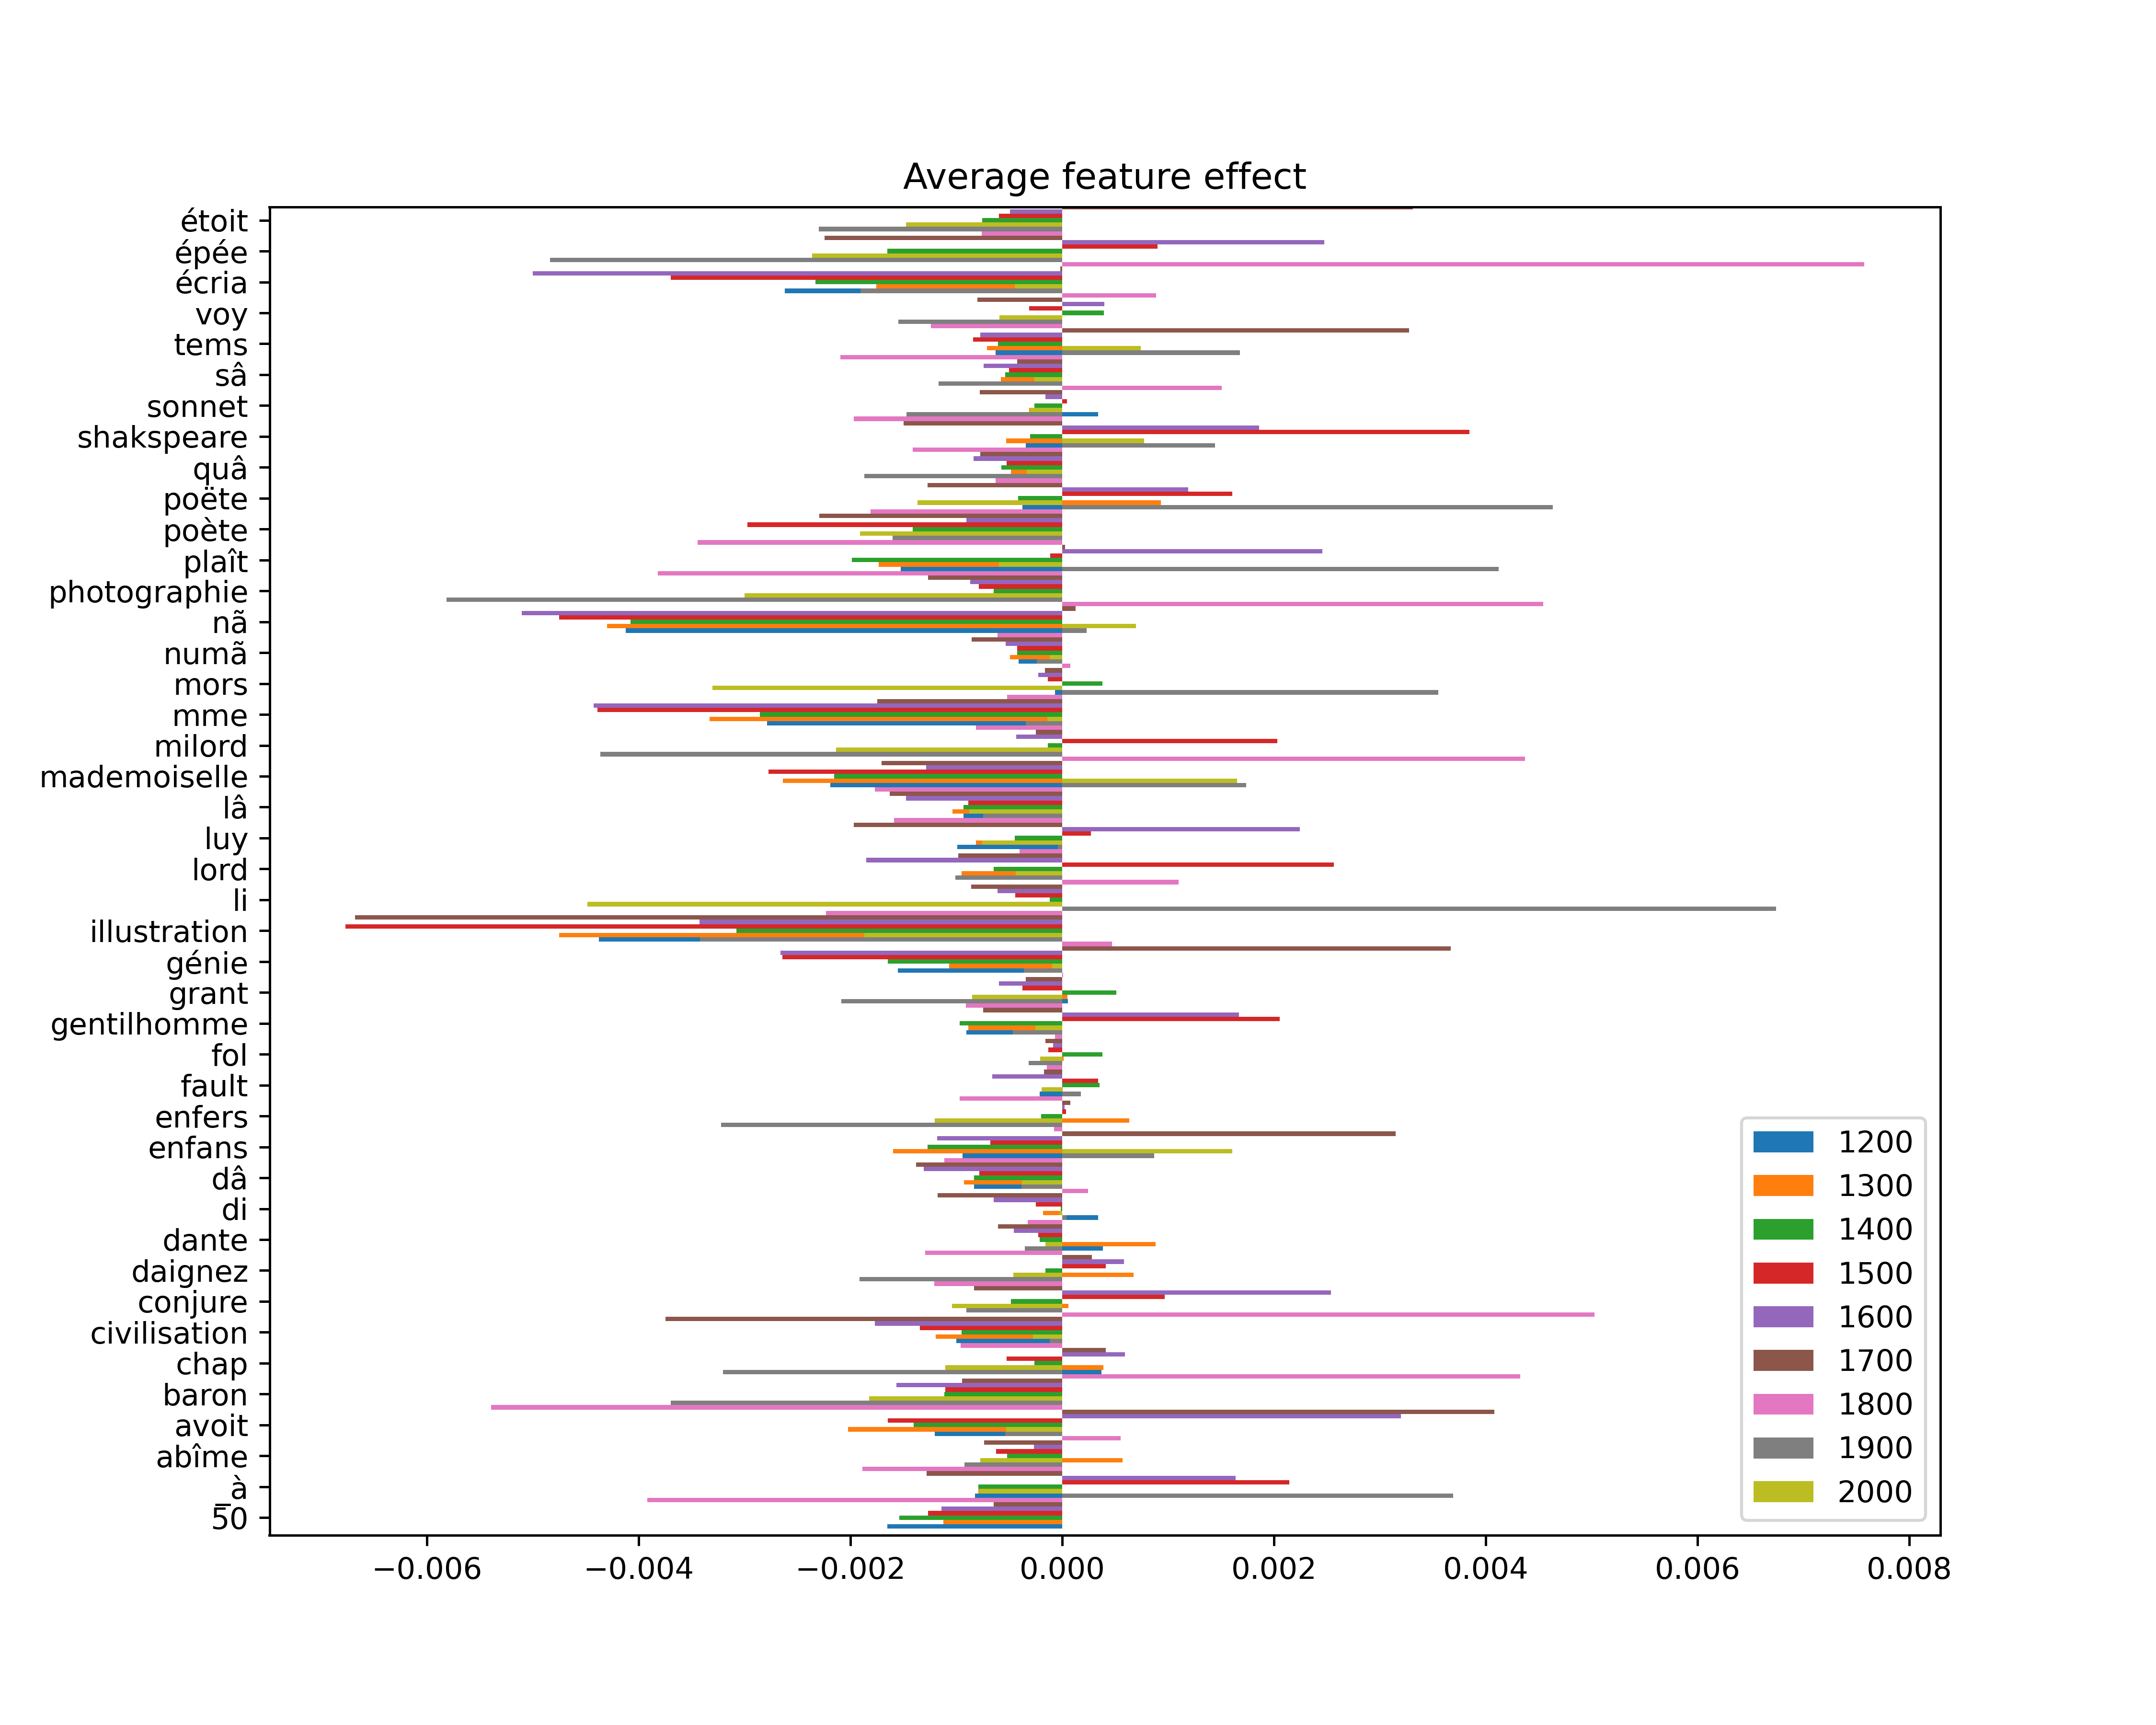 Average feature effect
étoit
épée
écria
voy
tems
sâ
sonnet
shakspeare
quâ
poëte
poète
plaît
photographie
nã
numã
mors
mme
milord
mademoiselle
lâ
luy
lord
li
illustration
génie
grant
gentilhomme
fol
fault
enfers
enfans
dâ
di
dante
daignez
conjure
civilisation
chap
baron
avoit
abîme
_à
50
−0.006 −0.004 −0.002 0.000 0.002 0.004 0.006 0.008
1200
1300
1400
1500
1600
1700
1800
1900
2000